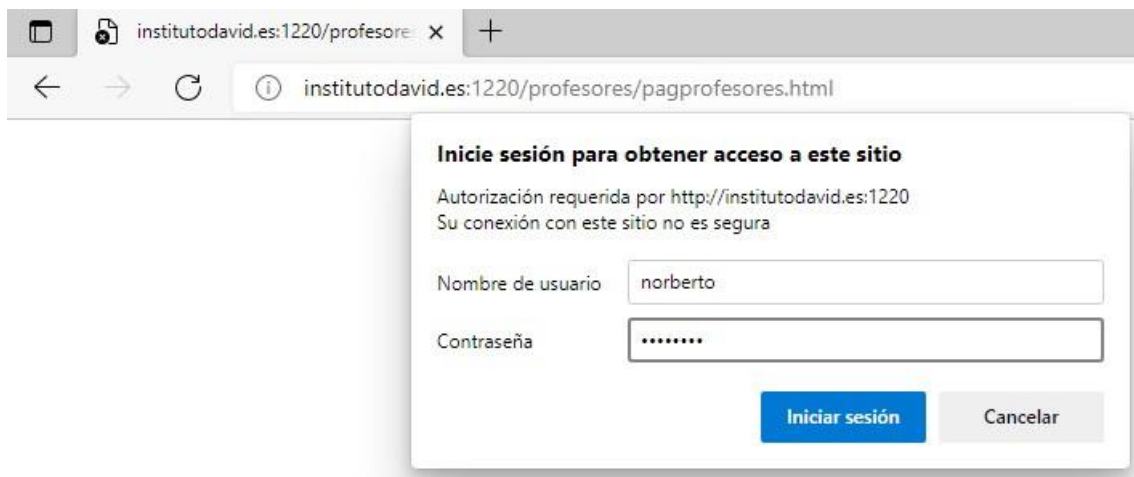 institutodavid.es:1220/profesore
institutodavid.es:1220/profesores/pagprofesores.html
Inicie sesión para obtener acceso a este sitio
Autorización requerida por http://institutodavid.es:1220
Su conexión con este sitio no es segura
Nombre de usuario norberto
Contraseña ••••••••
Iniciar sesión Cancelar